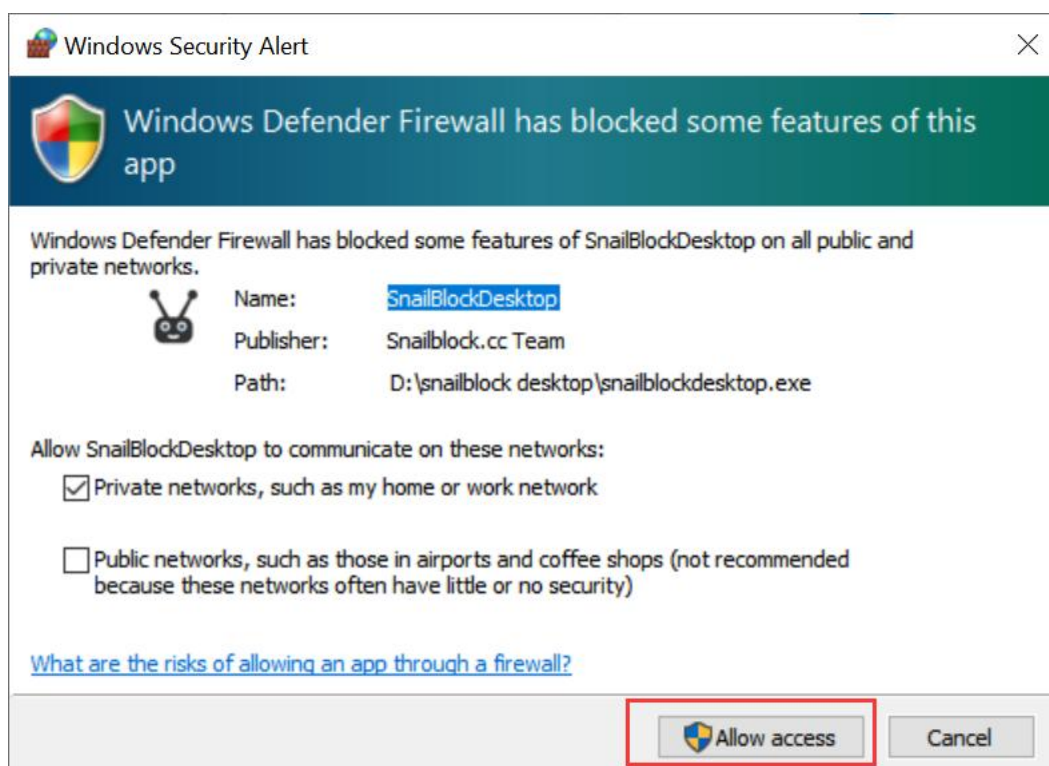 Windows Security Alert
Windows Defender Firewall has blocked some features of this
app
Windows Defender Firewall has blocked some features of SnailBlockDesktop on all public and
private networks.
Name: SnailBlockDesktop
Publisher: Snailblock.cc Team
Path: D:\snailblock desktop\snailblockdesktop.exe
Allow SnailBlockDesktop to communicate on these networks:
Private networks, such as my home or work network
Public networks, such as those in airports and coffee shops (not recommended
because these networks often have little or no security)
What are the risks of allowing an app through a firewall?
Allow access Cancel